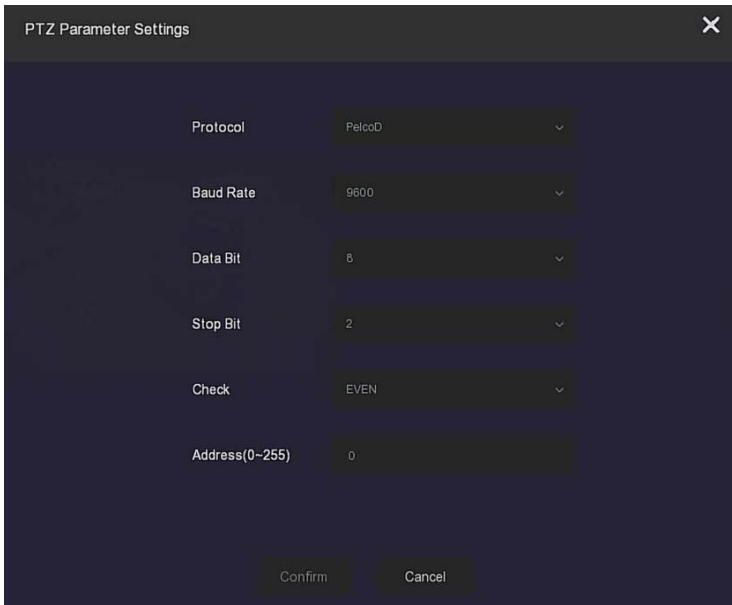 PTZ Parameter Settings
Protocol PelcoD
Baud Rate 9600
Data Bit 8
Stop Bit 2
Check EVEN
Address(0~255) 0
Confirm Cancel